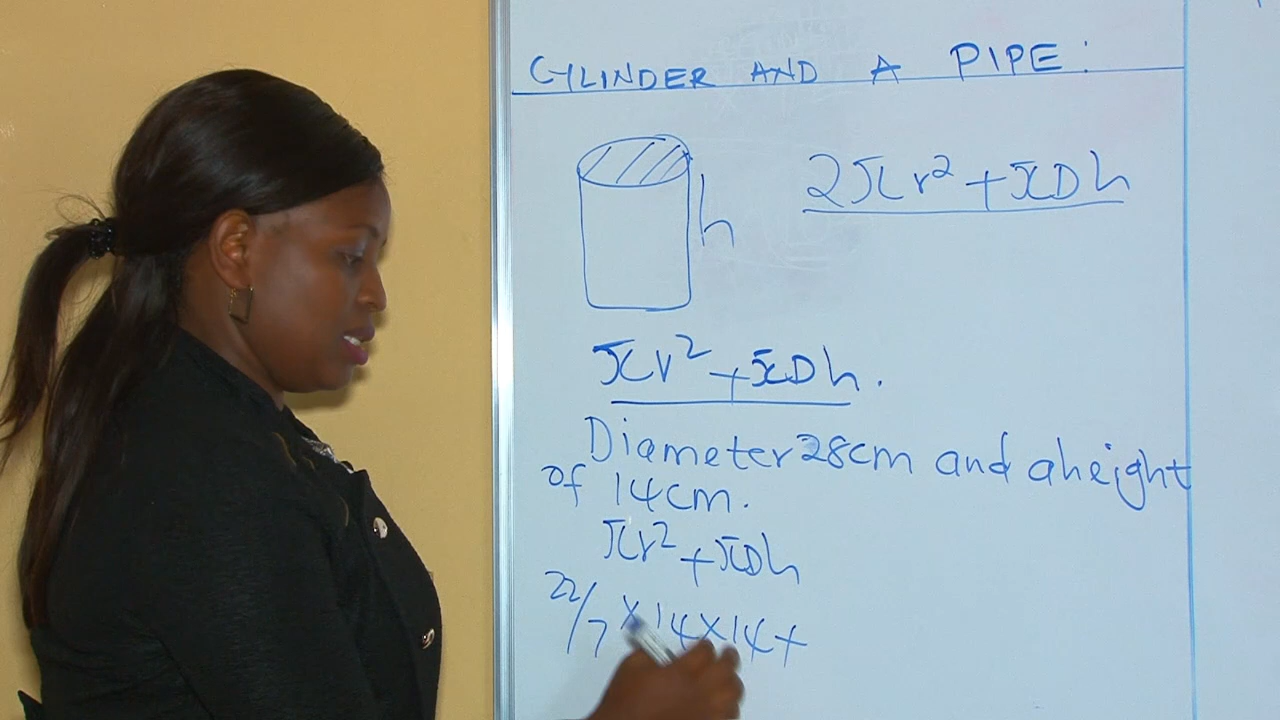 CYLINDER AND A PIPE:
2πr²+πDh
h
πr²+πDh.
Diameter 28cm and a height
of 14cm.
πr²+πDh
22/7 × 14 × 14 +